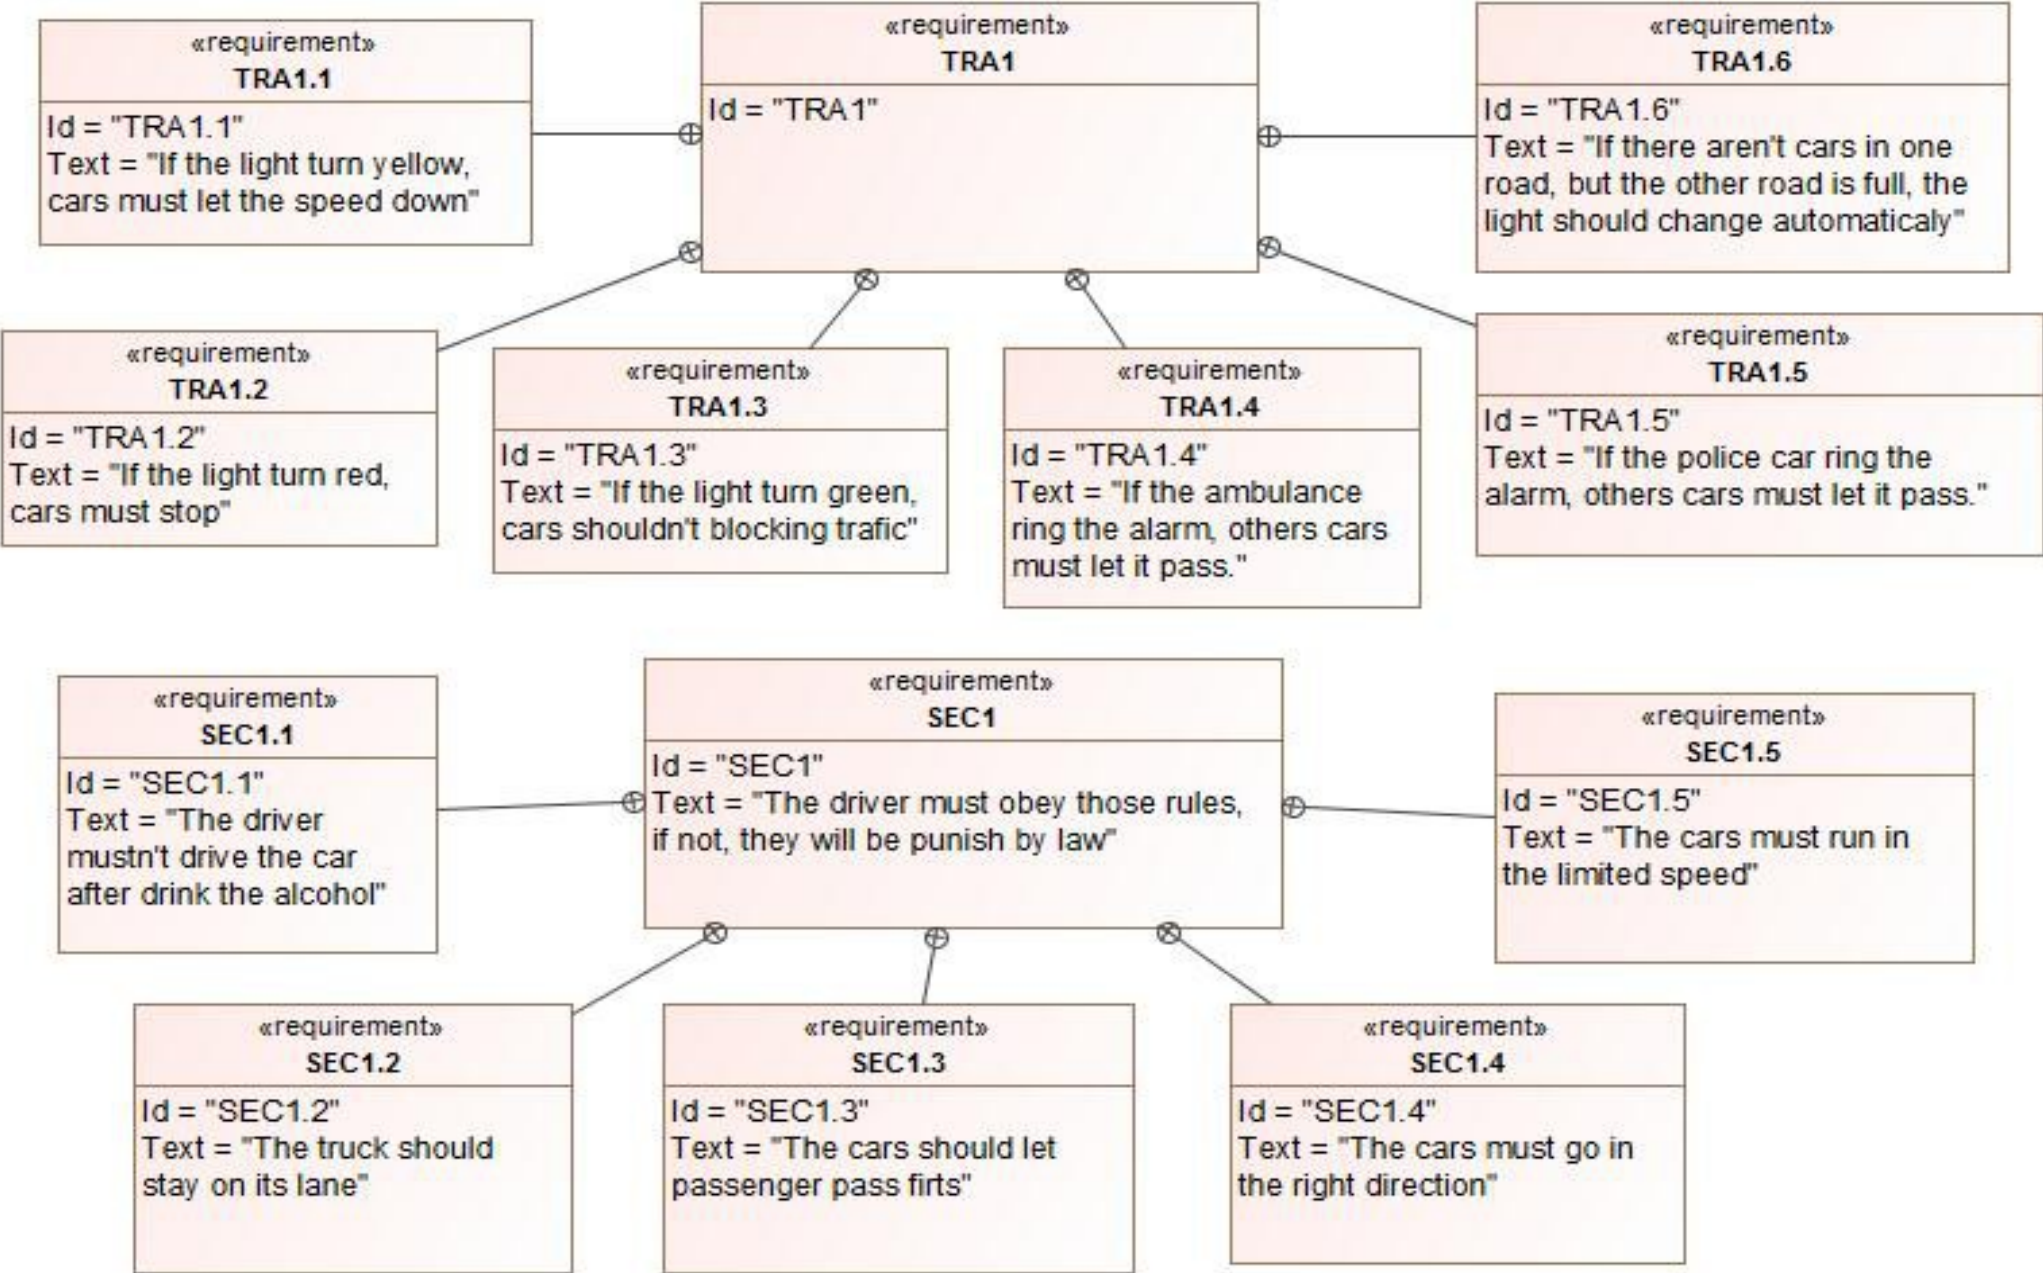 «requirement»
TRA1.1
Id = "TRA1.1"
Text = "If the light turn yellow,
cars must let the speed down"
«requirement»
TRA1
Id = "TRA1"
«requirement»
TRA1.6
Id = "TRA1.6"
Text = "If there aren't cars in one
road, but the other road is full, the
light should change automaticaly"
«requirement»
TRA1.2
Id = "TRA1.2"
Text = "If the light turn red,
cars must stop"
«requirement»
TRA1.3
Id = "TRA1.3"
Text = "If the light turn green,
cars shouldn't blocking trafic"
«requirement»
TRA1.4
Id = "TRA1.4"
Text = "If the ambulance
ring the alarm, others cars
must let it pass."
«requirement»
TRA1.5
Id = "TRA1.5"
Text = "If the police car ring the
alarm, others cars must let it pass."
«requirement»
SEC1.1
Id = "SEC1.1"
Text = "The driver
mustn't drive the car
after drink the alcohol"
«requirement»
SEC1
Id = "SEC1"
Text = "The driver must obey those rules,
if not, they will be punish by law"
«requirement»
SEC1.5
Id = "SEC1.5"
Text = "The cars must run in
the limited speed"
«requirement»
SEC1.2
Id = "SEC1.2"
Text = "The truck should
stay on its lane"
«requirement»
SEC1.3
Id = "SEC1.3"
Text = "The cars should let
passenger pass firts"
«requirement»
SEC1.4
Id = "SEC1.4"
Text = "The cars must go in
the right direction"